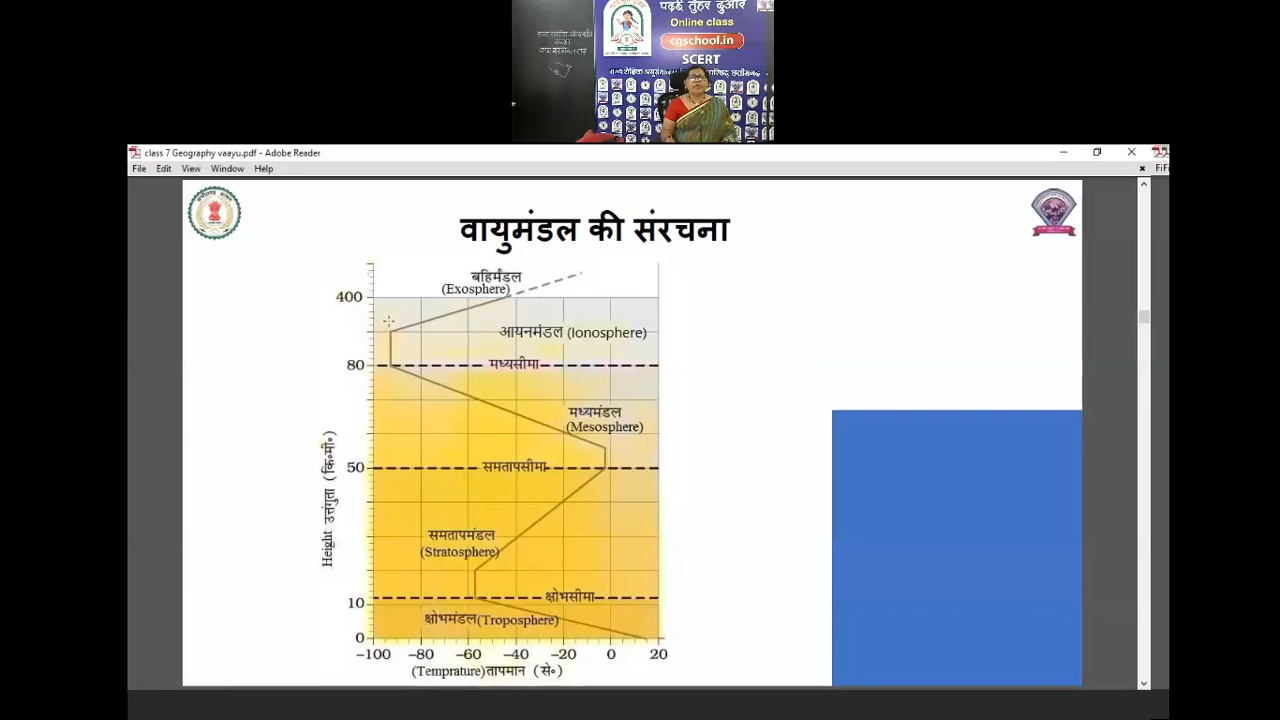 पढ़ई तुंहर दुआर
Online class
cgschool.in
SCERT
class 7 Geography vaayu.pdf - Adobe Reader
File Edit View Window Help
वायुमंडल की संरचना
बहिर्मंडल
(Exosphere)
400
आयनमंडल (Ionosphere)
80
मध्यसीमा
मध्यमंडल
(Mesosphere)
50
समतापसीमा
समतापमंडल
(Stratosphere)
क्षोभसीमा
10
क्षोभमंडल(Troposphere)
0
Height उत्तंगुता (कि॰मी॰)
−100 −80 −60 −40 −20 0 20
(Temprature)तापमान (से॰)